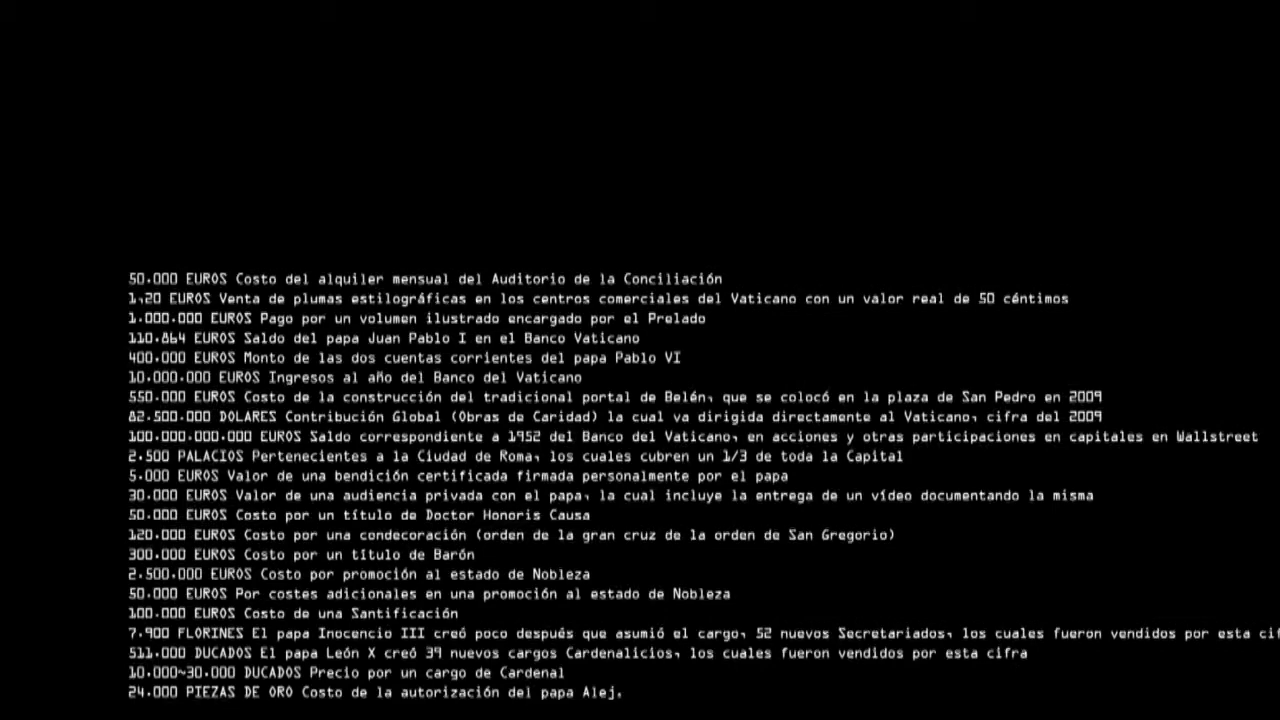 50.000 EUROS Costo del alquiler mensual del Auditorio de la Conciliación
1,20 EUROS Venta de plumas estilográficas en los centros comerciales del Vaticano con un valor real de 50 céntimos
1.000.000 EUROS Pago por un volumen ilustrado encargado por el Prelado
110.864 EUROS Saldo del papa Juan Pablo I en el Banco Vaticano
400.000 EUROS Monto de las dos cuentas corrientes del papa Pablo VI
10.000.000 EUROS Ingresos al año del Banco del Vaticano
550.000 EUROS Costo de la construcción del tradicional portal de Belén, que se colocó en la plaza de San Pedro en 2009
82.500.000 DOLARES Contribución Global (Obras de Caridad) la cual va dirigida directamente al Vaticano, cifra del 2009
100.000.000.000 EUROS Saldo correspondiente a 1952 del Banco del Vaticano, en acciones y otras participaciones en capitales en Wallstreet
2.500 PALACIOS Pertenecientes a la Ciudad de Roma, los cuales cubren un 1/3 de toda la Capital
5.000 EUROS Valor de una bendición certificada firmada personalmente por el papa
30.000 EUROS Valor de una audiencia privada con el papa, la cual incluye la entrega de un vídeo documentando la misma
50.000 EUROS Costo por un título de Doctor Honoris Causa
120.000 EUROS Costo por una condecoración (orden de la gran cruz de la orden de San Gregorio)
300.000 EUROS Costo por un título de Barón
2.500.000 EUROS Costo por promoción al estado de Nobleza
50.000 EUROS Por costes adicionales en una promoción al estado de Nobleza
100.000 EUROS Costo de una Santificación
7.900 FLORINES El papa Inocencio III creó poco después que asumió el cargo, 52 nuevos Secretariados, los cuales fueron vendidos por esta cif
511.000 DUCADOS El papa León X creó 39 nuevos cargos Cardenalicios, los cuales fueron vendidos por esta cifra
10.000~30.000 DUCADOS Precio por un cargo de Cardenal
24.000 PIEZAS DE ORO Costo de la autorización del papa Alej.